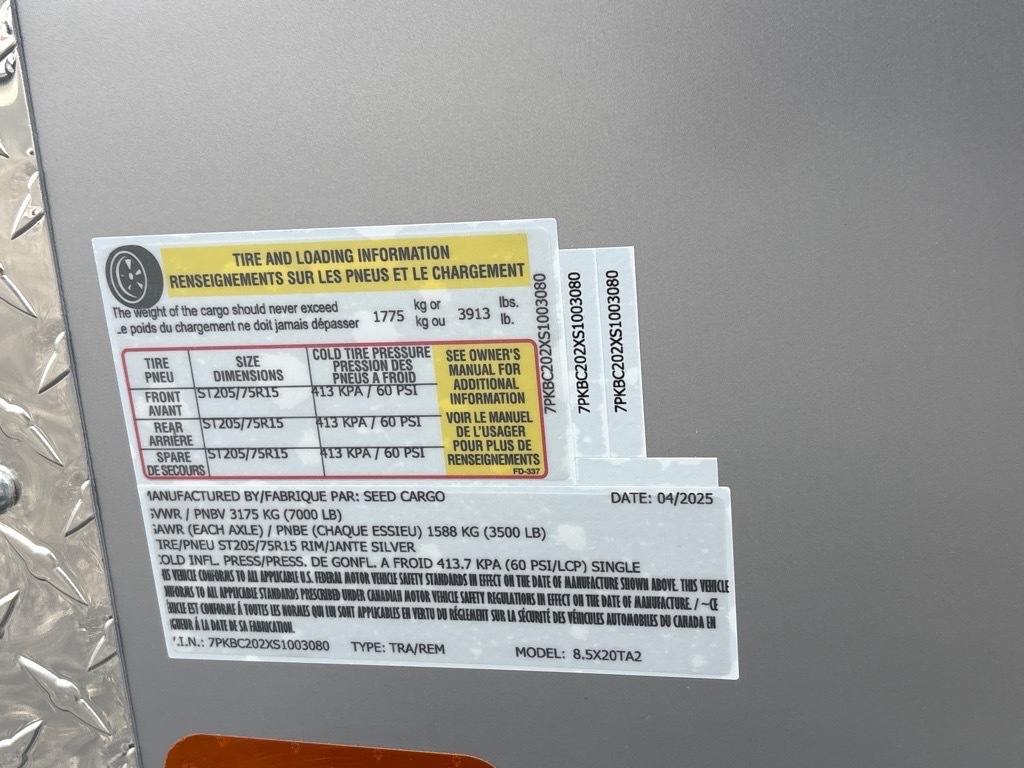 TIRE AND LOADING INFORMATION
RENSEIGNEMENTS SUR LES PNEUS ET LE CHARGEMENT
The weight of the cargo should never exceed 1775 kg or 3913 lbs.
e poids du chargement ne doit jamais dépasser kg ou lb.
TIRE PNEU SIZE DIMENSIONS COLD TIRE PRESSURE PRESSION DES PNEUS A FROID
FRONT AVANT ST205/75R15 413 KPA / 60 PSI
REAR ARRIÈRE ST205/75R15 413 KPA / 60 PSI
SPARE DE SECOURS ST205/75R15 413 KPA / 60 PSI
SEE OWNER'S
MANUAL FOR
ADDITIONAL
INFORMATION
VOIR LE MANUEL
DE L'USAGER
POUR PLUS DE
RENSEIGNEMENTS
FD-337
7PKBC202XS1003080
7PKBC202XS1003080
7PKBC202XS1003080
MANUFACTURED BY/FABRIQUE PAR: SEED CARGO DATE: 04/2025
GVWR / PNBV 3175 KG (7000 LB)
GAWR (EACH AXLE) / PNBE (CHAQUE ESSIEU) 1588 KG (3500 LB)
TIRE/PNEU ST205/75R15 RIM/JANTE SILVER
COLD INFL. PRESS/PRESS. DE GONFL. A FROID 413.7 KPA (60 PSI/LCP) SINGLE
IS VEHICLE CONFORMS TO ALL APPLICABLE U.S. FEDERAL MOTOR VEHICLE SAFETY STANDARDS IN EFFECT ON THE DATE OF MANUFACTURE SHOWN ABOVE. THIS VEHICLE
NFORMS TO ALL APPLICABLE STANDARDS PRESCRIBED UNDER CANADIAN MOTOR VEHICLE SAFETY REGULATIONS IN EFFECT ON THE DATE OF MANUFACTURE. / ~CE
HICLE EST CONFORME À TOUTES LES NORMES QUI LUI SONT APPLICABLES EN VERTU DU RÉGLEMENT SUR LA SÉCURITÉ DES VÉHICULES AUTOMOBILES DU CANADA EN
IGUEUR À LA DATE DE SA FABRICATION.
V.I.N.: 7PKBC202XS1003080 TYPE: TRA/REM MODEL: 8.5X20TA2